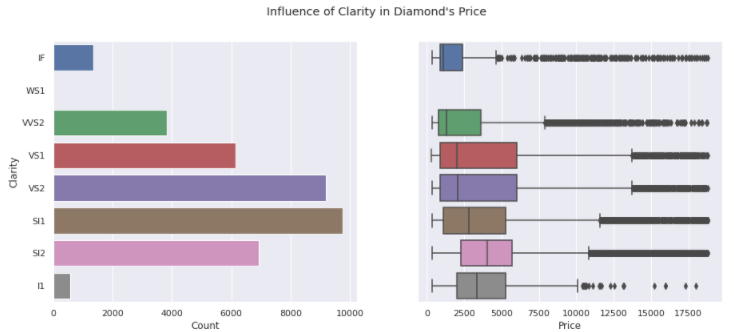 Influence of Clarity in Diamond's Price
Clarity
IF
WS1
VVS2
VS1
VS2
SI1
SI2
I1
0 2000 4000 6000 8000 10000
Count
0 2500 5000 7500 10000 12500 15000 17500
Price